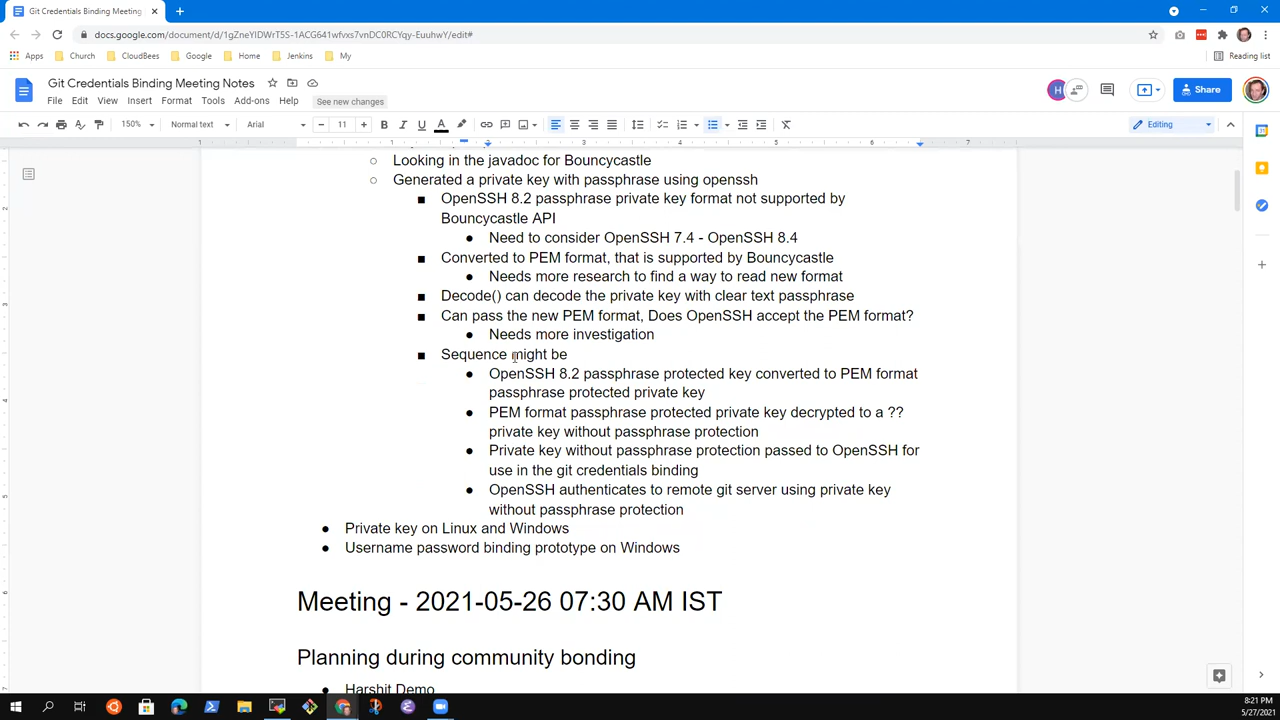 Git Credentials Binding Meeting
docs.google.com/document/d/1gZneYIDWrT5S-1ACG641wfvxs7vnDC0RCYqy-EuuhwY/edit#
Apps Church CloudBees Google Home Jenkins My Reading list
Git Credentials Binding Meeting Notes
File Edit View Insert Format Tools Add-ons Help See new changes
H Share
150% Normal text Arial 11 Editing
1 1 2 3 4 5 6 7
Looking in the javadoc for Bouncycastle
Generated a private key with passphrase using openssh
OpenSSH 8.2 passphrase private key format not supported by
Bouncycastle API
Need to consider OpenSSH 7.4 - OpenSSH 8.4
Converted to PEM format, that is supported by Bouncycastle
Needs more research to find a way to read new format
Decode() can decode the private key with clear text passphrase
Can pass the new PEM format, Does OpenSSH accept the PEM format?
Needs more investigation
Sequence might be
OpenSSH 8.2 passphrase protected key converted to PEM format
passphrase protected private key
PEM format passphrase protected private key decrypted to a ??
private key without passphrase protection
Private key without passphrase protection passed to OpenSSH for
use in the git credentials binding
OpenSSH authenticates to remote git server using private key
without passphrase protection
Private key on Linux and Windows
Username password binding prototype on Windows
Meeting - 2021-05-26 07:30 AM IST
Planning during community bonding
Harshit Demo
8:21 PM
5/27/2021